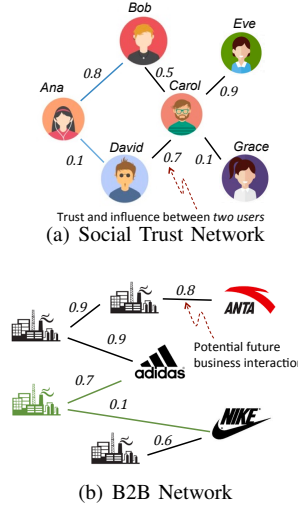 Bob
Eve
0.8
0.5
Ana
Carol
0.9
David
0.1
0.7
0.1
Grace
Trust and influence between two users
(a) Social Trust Network
0.8
0.9
ANTA
0.9
Potential future
business interaction
adidas
0.7
0.1
NIKE
0.6
(b) B2B Network